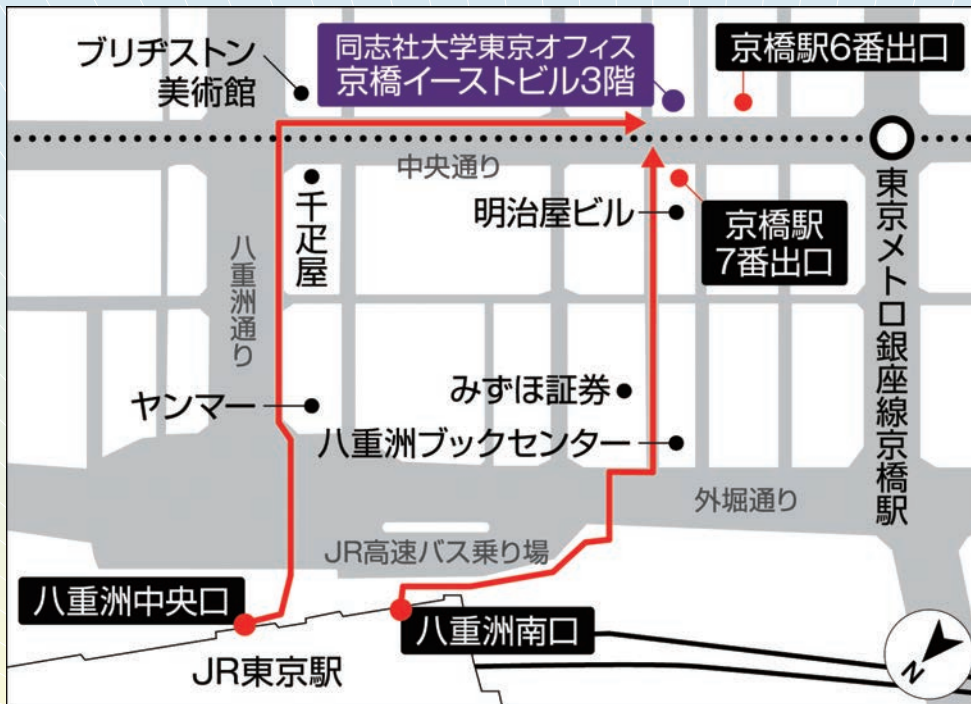 ブリヂストン
美術館
同志社大学東京オフィス
京橋イーストビル3階
京橋駅6番出口
中央通り
千疋屋
明治屋ビル
京橋駅
7番出口
八重洲通り
東京メトロ銀座線京橋駅
ヤンマー
みずほ証券
八重洲ブックセンター
外堀通り
JR高速バス乗り場
八重洲中央口
八重洲南口
JR東京駅
N